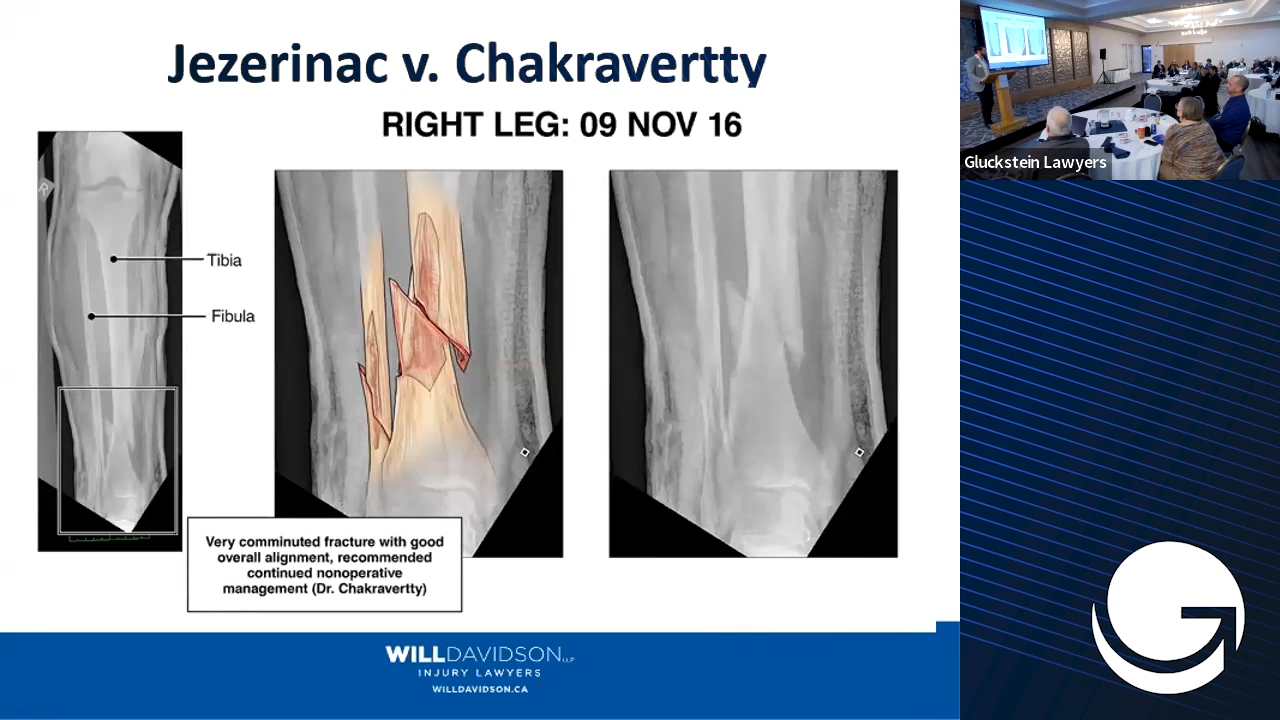 Jezerinac v. Chakravertty
RIGHT LEG: 09 NOV 16
R
Tibia
Fibula
Very comminuted fracture with good
overall alignment, recommended
continued nonoperative
management (Dr. Chakravertty)
WILLDAVIDSON LLP
INJURY LAWYERS
WILLDAVIDSON.CA
Gluckstein Lawyers
G